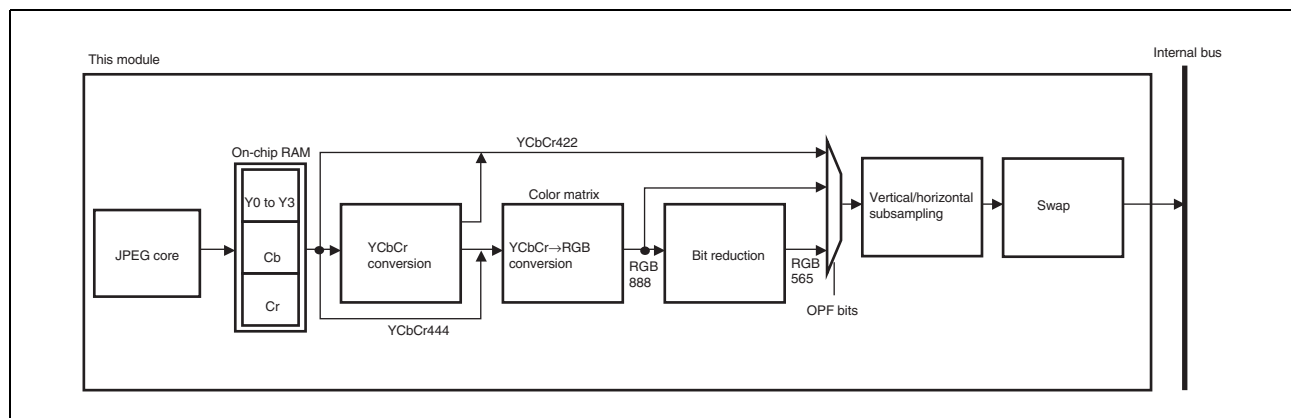 This module
Internal bus
YCbCr422
On-chip RAM
Y0 to Y3
Cb
Cr
JPEG core
YCbCr
conversion
Color matrix
YCbCr→RGB
conversion
RGB
888
Bit reduction
RGB
565
Vertical/horizontal
subsampling
Swap
OPF bits
YCbCr444